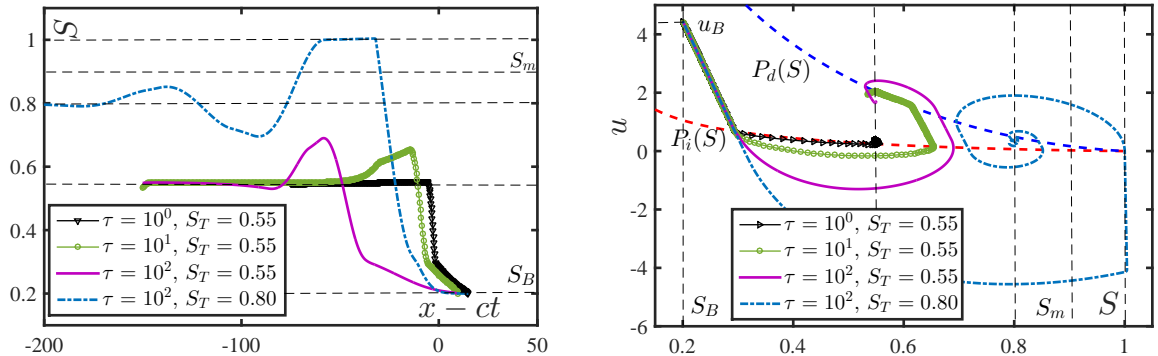 S
1
0.8
0.6
0.4
0.2
S_m
S_B
τ = 10^0, S_T = 0.55
τ = 10^1, S_T = 0.55
τ = 10^2, S_T = 0.55
τ = 10^2, S_T = 0.80
x − ct
-200 -150 -100 -50 0 50
u
4
2
0
-2
-4
-6
u_B
P_d(S)
P_i(S)
τ = 10^0, S_T = 0.55
τ = 10^1, S_T = 0.55
τ = 10^2, S_T = 0.55
τ = 10^2, S_T = 0.80
S_B S_m S
0.2 0.4 0.6 0.8 1.0